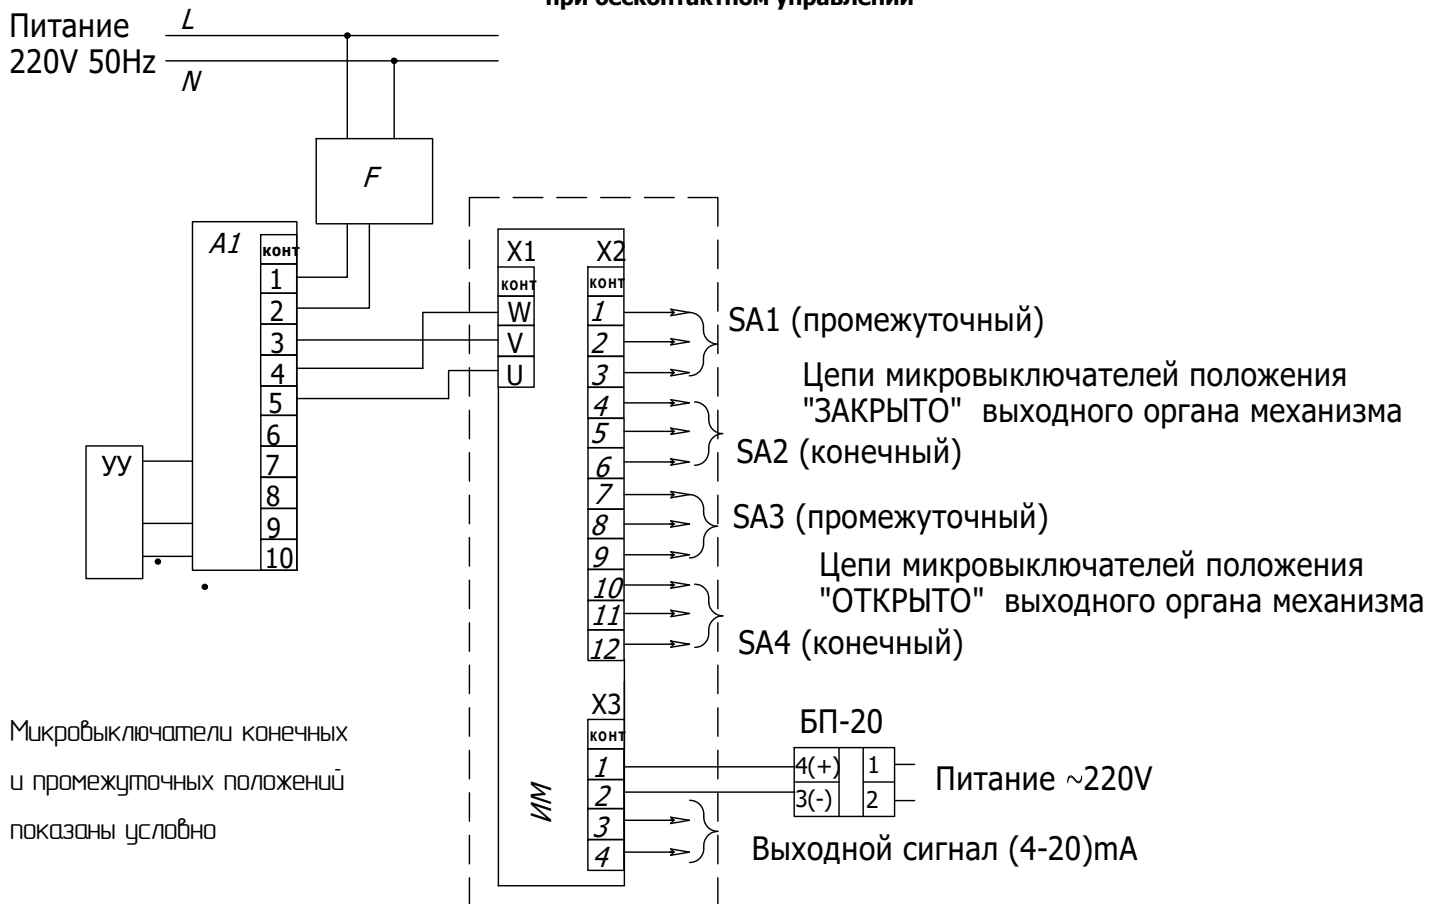 при бесконтактном управлении
Питание
220V 50Hz
L
N
F
A1
конт
1
2
3
4
5
6
7
8
9
10
УУ
X1
конт
W
V
U
X2
конт
1
2
3
4
5
6
7
8
9
10
11
12
SA1 (промежуточный)
Цепи микровыключателей положения
"ЗАКРЫТО" выходного органа механизма
SA2 (конечный)
SA3 (промежуточный)
Цепи микровыключателей положения
"ОТКРЫТО" выходного органа механизма
SA4 (конечный)
X3
конт
1
2
3
4
ИМ
БП-20
4(+) 1
3(-) 2
Питание ~220V
Выходной сигнал (4-20)mA
Микровыключатели конечных
и промежуточных положений
показаны условно